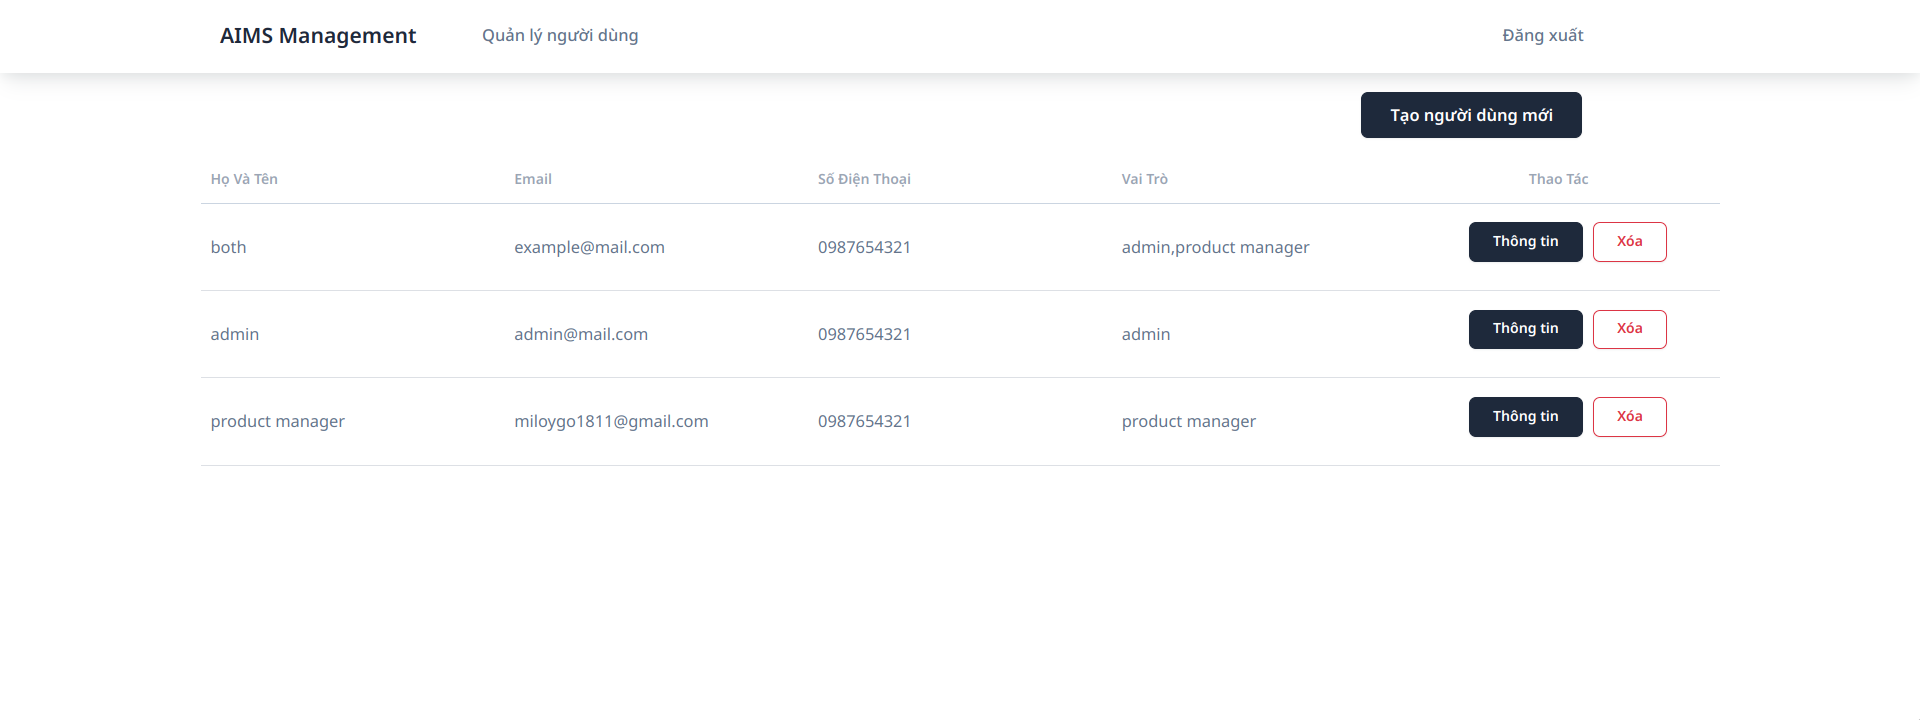 AIMS Management Quản lý người dùng Đăng xuất
Tạo người dùng mới
Họ Và Tên Email Số Điện Thoại Vai Trò Thao Tác
both example@mail.com 0987654321 admin,product manager Thông tin Xóa
admin admin@mail.com 0987654321 admin Thông tin Xóa
product manager miloygo1811@gmail.com 0987654321 product manager Thông tin Xóa